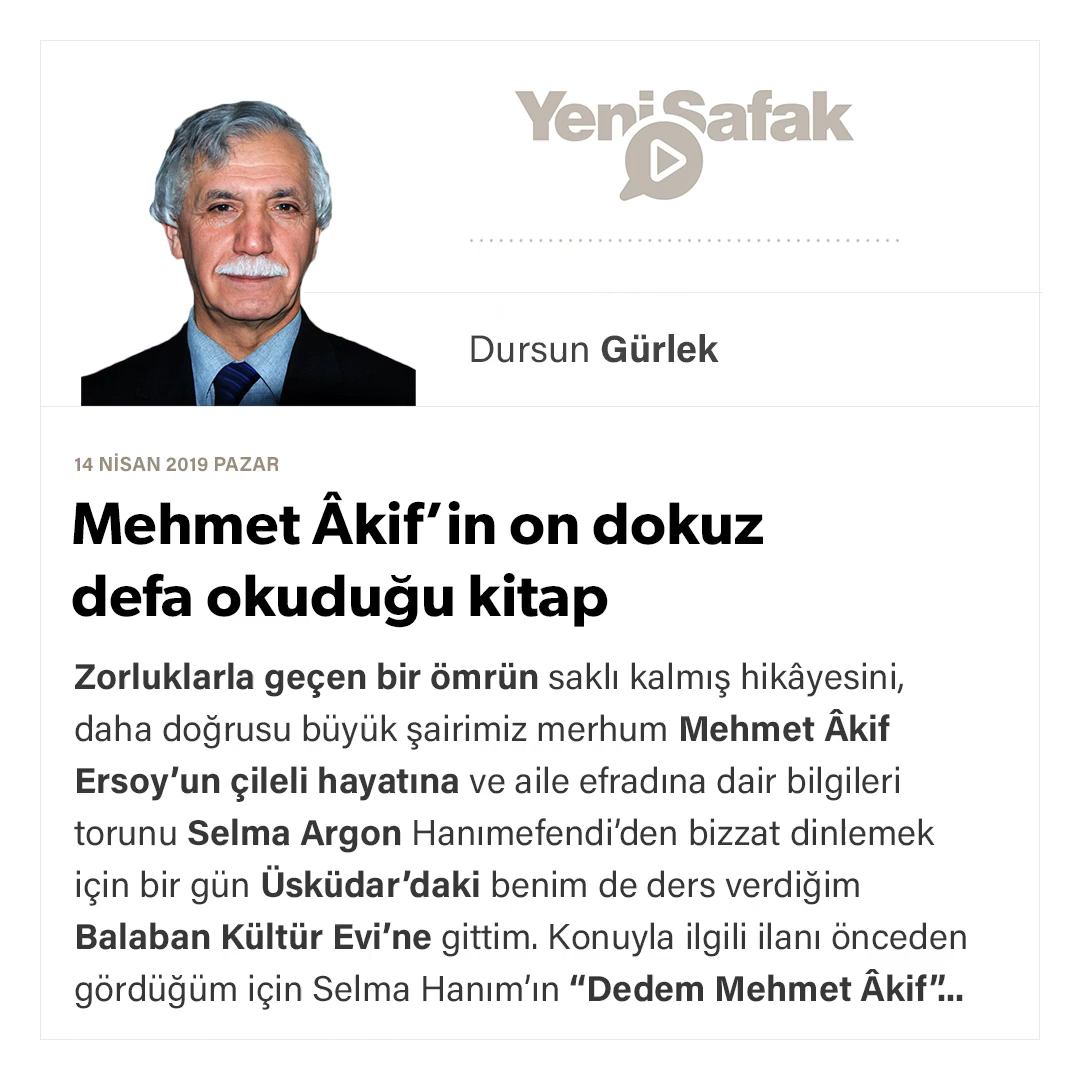 Yeni Şafak
Dursun Gürlek
14 NİSAN 2019 PAZAR
Mehmet Âkif’in on dokuz
defa okuduğu kitap
Zorluklarla geçen bir ömrün saklı kalmış hikâyesini,
daha doğrusu büyük şairimiz merhum Mehmet Âkif
Ersoy’un çileli hayatına ve aile efradına dair bilgileri
torunu Selma Argon Hanımefendi’den bizzat dinlemek
için bir gün Üsküdar’daki benim de ders verdiğim
Balaban Kültür Evi’ne gittim. Konuyla ilgili ilanı önceden
gördüğüm için Selma Hanım’ın “Dedem Mehmet Âkif”...